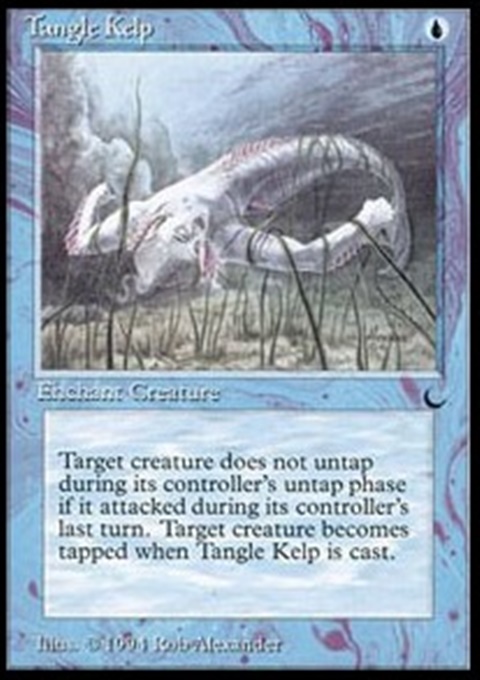 Tangle Kelp
Enchant Creature
Target creature does not untap
during its controller's untap phase
if it attacked during its controller's
last turn. Target creature becomes
tapped when Tangle Kelp is cast.
Illus. ©1994 Rob Alexander